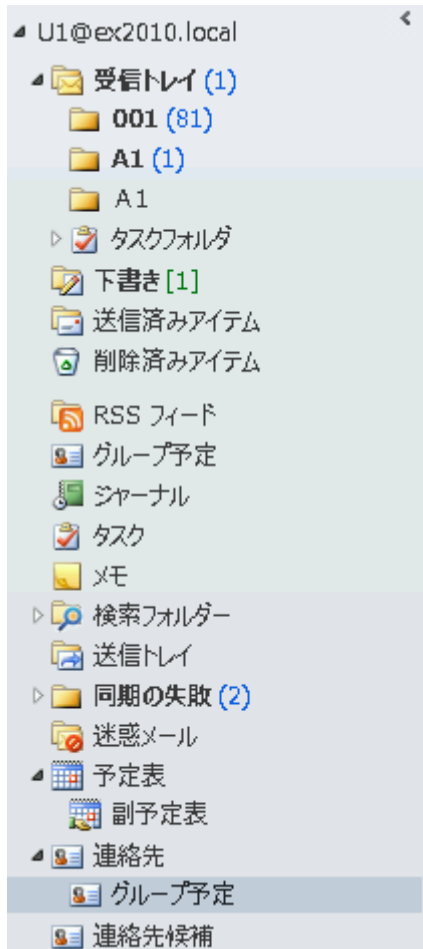 U1@ex2010.local
受信トレイ (1)
001 (81)
A1 (1)
A1
タスクフォルダ
下書き [1]
送信済みアイテム
削除済みアイテム
RSS フィード
グループ予定
ジャーナル
タスク
メモ
検索フォルダー
送信トレイ
同期の失敗 (2)
迷惑メール
予定表
副予定表
連絡先
グループ予定
連絡先候補